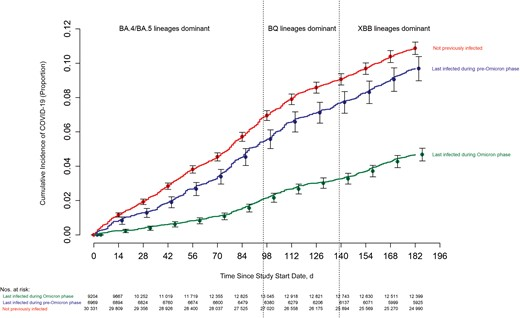 BA.4/BA.5 lineages dominant
BQ lineages dominant
XBB lineages dominant
Cumulative Incidence of COVID-19 (Proportion)
0.12
0.10
0.08
0.06
0.04
0.02
0.00
Not previously infected
Last infected during pre-Omicron phase
Last infected during Omicron phase
0 14 28 42 56 70 84 98 112 126 140 154 168 182 196
Time Since Study Start Date, d
Nos. at risk:
Last infected during Omicron phase 9204 9667 10 252 11 019 11 719 12 355 12 825 13 045 12 918 12 821 12 743 12 630 12 511 12 399
Last infected during pre-Omicron phase 6969 6894 6824 6760 6674 6600 6479 6380 6279 6206 6137 6071 5999 5925
Not previously infected 30 331 29 809 29 356 28 926 28 400 28 037 27 525 27 020 26 558 26 175 25 894 25 569 25 270 24 990